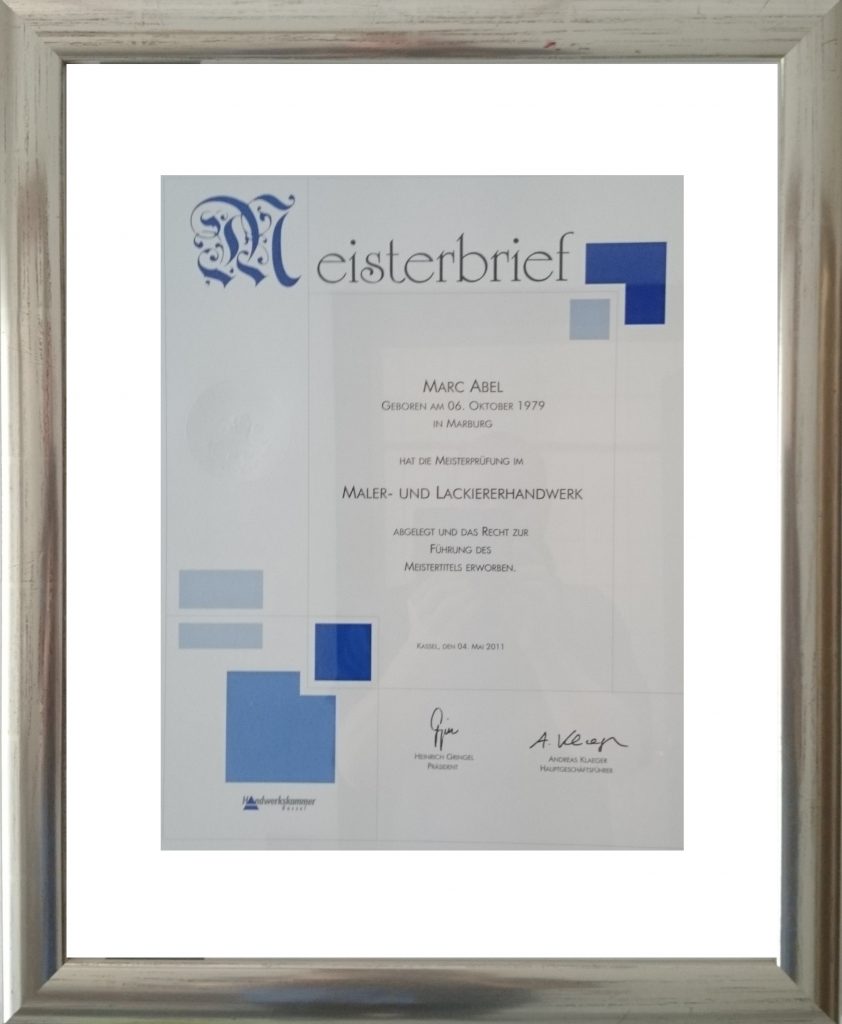 Meisterbrief
MARC ABEL
GEBOREN AM 06. OKTOBER 1979
IN MARBURG
HAT DIE MEISTERPRÜFUNG IM
MALER- UND LACKIERERHANDWERK
ABGELEGT UND DAS RECHT ZUR
FÜHRUNG DES
MEISTERTITELS ERWORBEN.
KASSEL, DEN 04. MAI 2011
A. Klaeger
HEINRICH GRINGEL
PRÄSIDENT
ANDREAS KLAEGER
HAUPTGESCHÄFTSFÜHRER
Handwerkskammer
Kassel